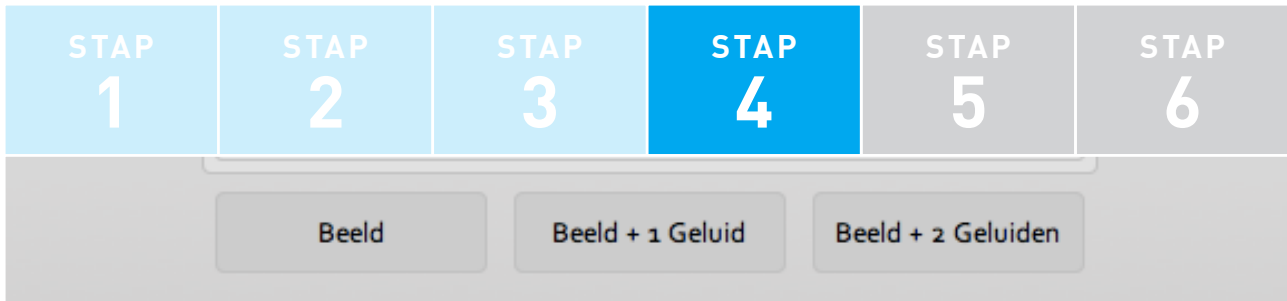 STAP STAP STAP STAP STAP STAP
1 2 3 4 5 6
Beeld Beeld + 1 Geluid Beeld + 2 Geluiden